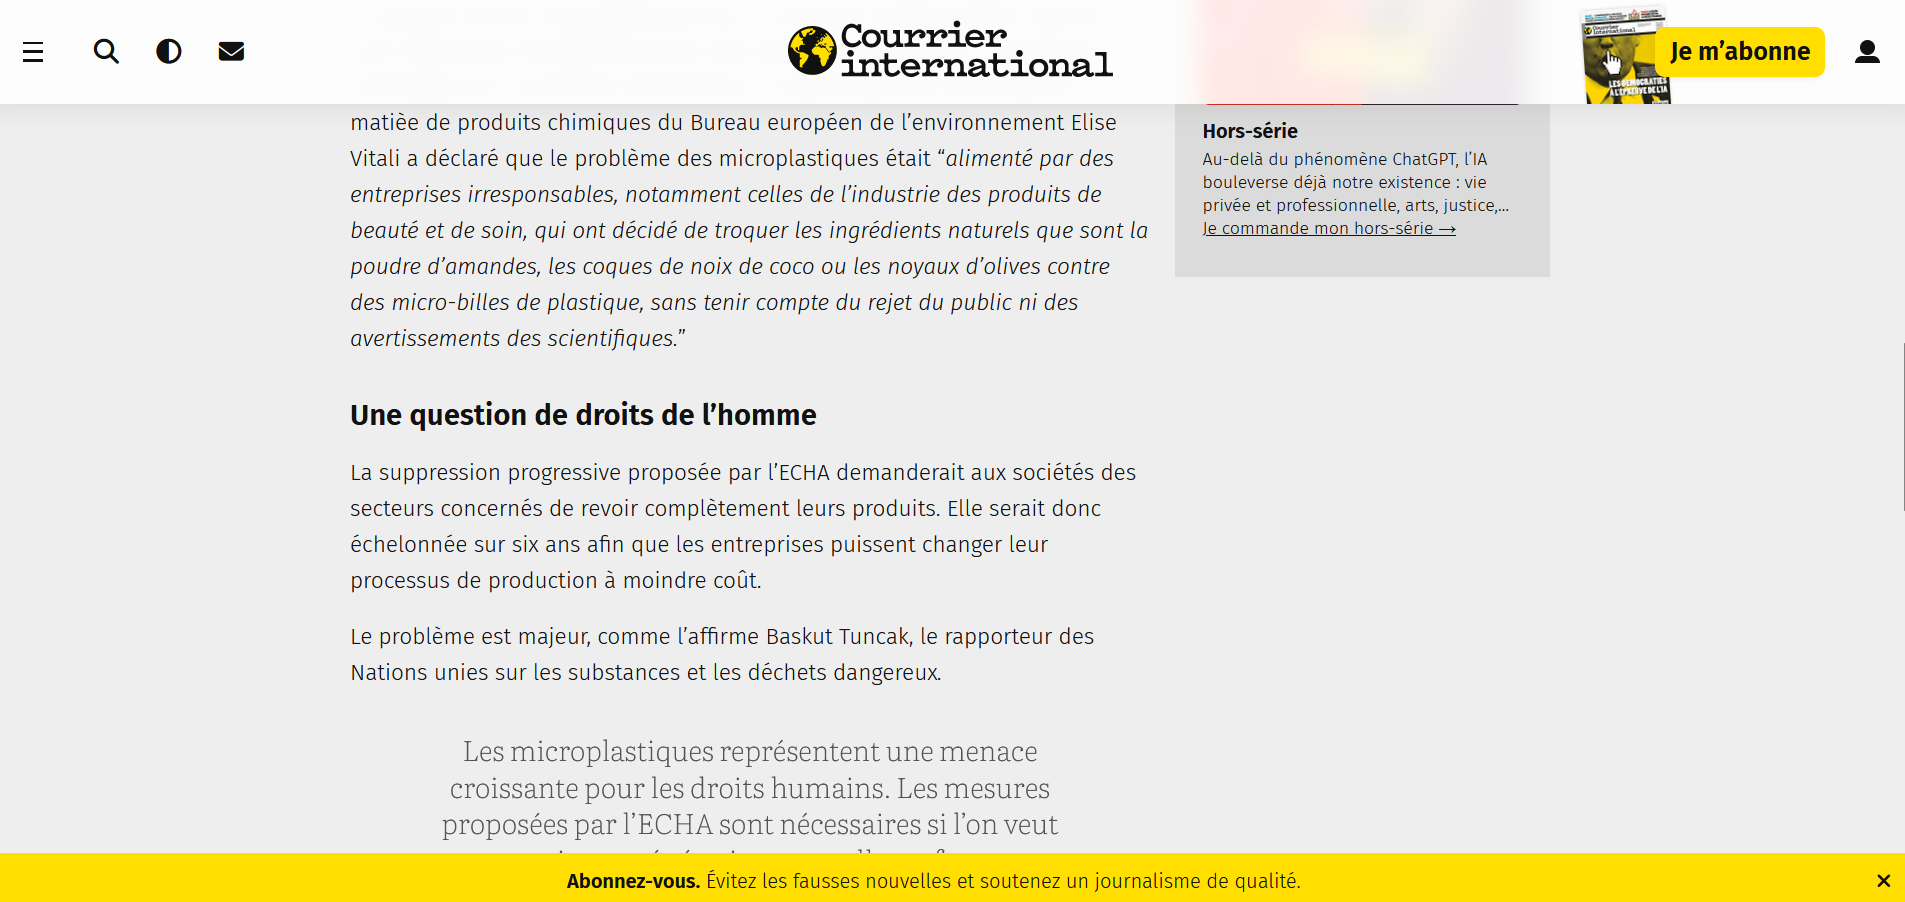 Courrier
international
Je m’abonne
Courrier
international
LES DÉMOCRATIES
À L’ÉPREUVE DE L’IA
matièe de produits chimiques du Bureau européen de l’environnement Elise
Vitali a déclaré que le problème des microplastiques était “alimenté par des
entreprises irresponsables, notamment celles de l’industrie des produits de
beauté et de soin, qui ont décidé de troquer les ingrédients naturels que sont la
poudre d’amandes, les coques de noix de coco ou les noyaux d’olives contre
des micro-billes de plastique, sans tenir compte du rejet du public ni des
avertissements des scientifiques.”
Une question de droits de l’homme
La suppression progressive proposée par l’ECHA demanderait aux sociétés des
secteurs concernés de revoir complètement leurs produits. Elle serait donc
échelonnée sur six ans afin que les entreprises puissent changer leur
processus de production à moindre coût.
Le problème est majeur, comme l’affirme Baskut Tuncak, le rapporteur des
Nations unies sur les substances et les déchets dangereux.
Les microplastiques représentent une menace
croissante pour les droits humains. Les mesures
proposées par l’ECHA sont nécessaires si l’on veut
Hors-série
Au-delà du phénomène ChatGPT, l’IA
bouleverse déjà notre existence : vie
privée et professionnelle, arts, justice,…
Je commande mon hors-série →
Abonnez-vous. Évitez les fausses nouvelles et soutenez un journalisme de qualité.